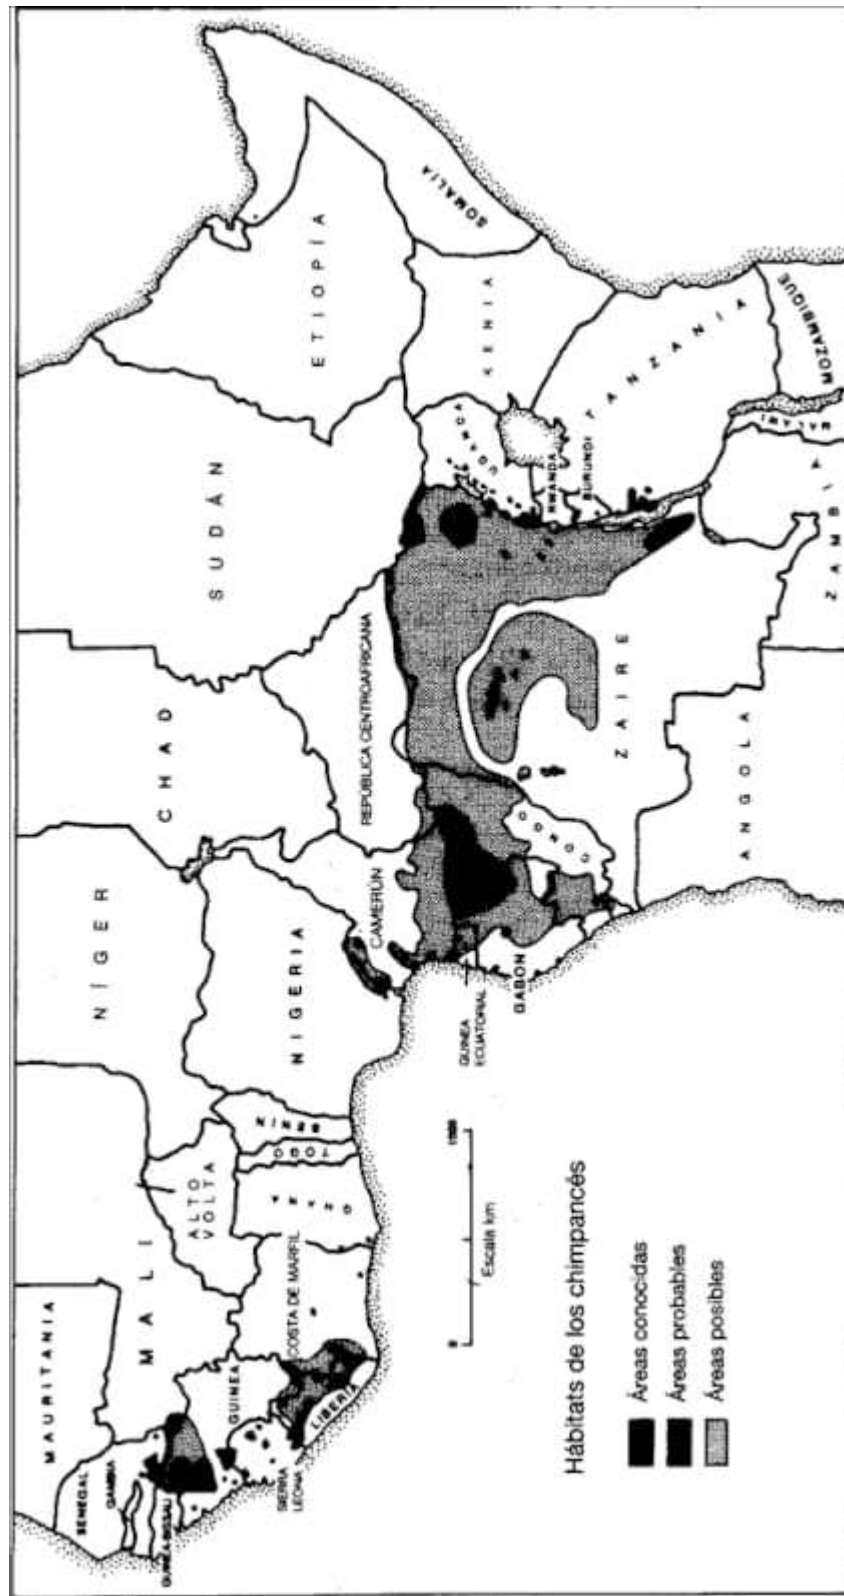 MAURITANIA
MALI
NÍGER
CHAD
SUDÁN
ETIOPÍA
SOMALIA
SENEGAL
GAMBIA
GUINEA-BISSAU
GUINEA
SIERRA
LEONA
LIBERIA
COSTA DE MARFIL
ALTO
VOLTA
GHANA
TOGO
BENIN
NIGERIA
CAMERÚN
REPÚBLICA CENTROAFRICANA
GUINEA
ECUATORIAL
GABON
CONGO
ZAIRE
UGANDA
KENIA
RWANDA
BURUNDI
TANZANIA
ANGOLA
ZAMBIA
MALAWI
MOZAMBIQUE
0
Escala km
Hábitats de los chimpancés
Áreas conocidas
Áreas probables
Áreas posibles